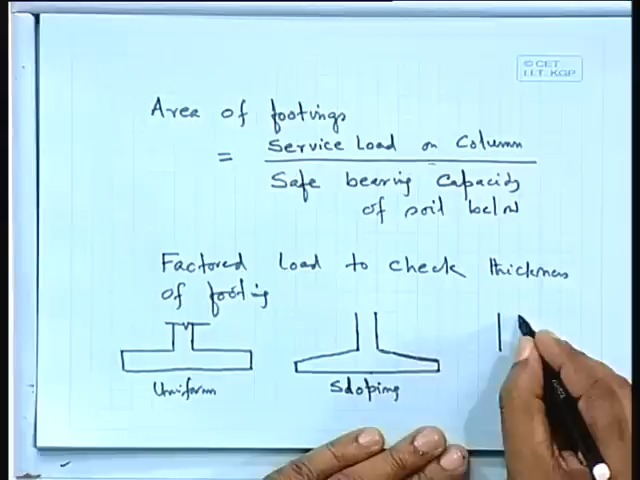 © CET
I.I.T. KGP
Area of footings
= Service Load on Column
Safe bearing Capacity
of soil below
Factored Load to check thickness
of footing
Uniform
Sloping